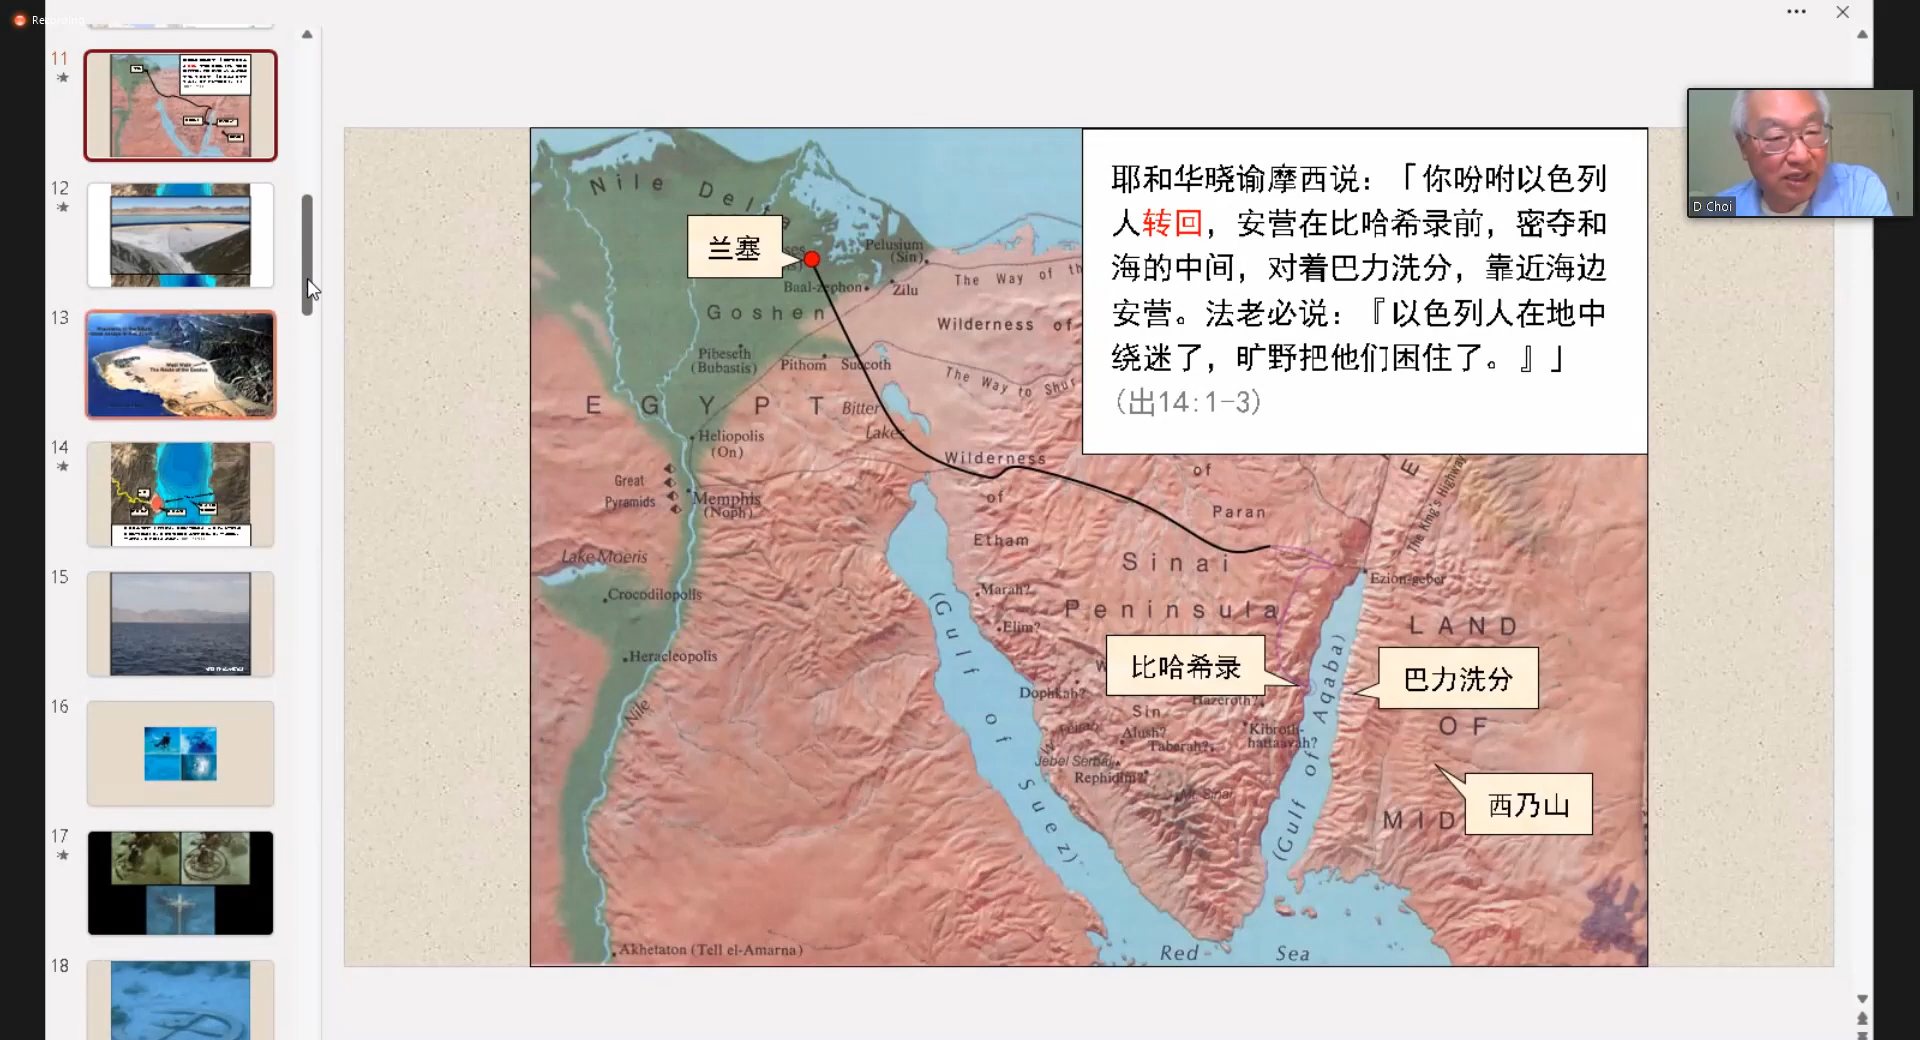 Recording
11
12
13
14
15
16
17
18
D Choi
耶和华晓谕摩西说：「你吩咐以色列
人转回，安营在比哈希录前，密夺和
海的中间，对着巴力洗分，靠近海边
安营。法老必说：『以色列人在地中
绕迷了，旷野把他们困住了。』」
（出14:1-3）
Nile Delta
兰塞
Pelusium
(Sin)
Baal-zephon
Zilu
The Way of th
Goshen
Wilderness of
Pibeseth
(Bubastis)
Pithom
Succoth
The Way to Shur
EGYPT
Bitter
Lakes
Heliopolis
(On)
Wilderness
of
Etham
of
Paran
Great
Pyramids
Memphis
(Noph)
The King's Highway
Lake Moeris
Sinai
Peninsula
Ezion-geber
Crocodilopolis
Marah?
Elim?
LAND
OF
MID
Heracleopolis
比哈希录
巴力洗分
西乃山
(Gulf of Suez)
(Gulf of Aqaba)
Dophkah?
Sin
Hazeroth?
Alush?
Taberah?
Kibroth-
hattaavah?
Feiran
Jebel Serbal
Rephidim?
Mt. Sinai
Nile
Akhetaton (Tell el-Amarna)
Red Sea